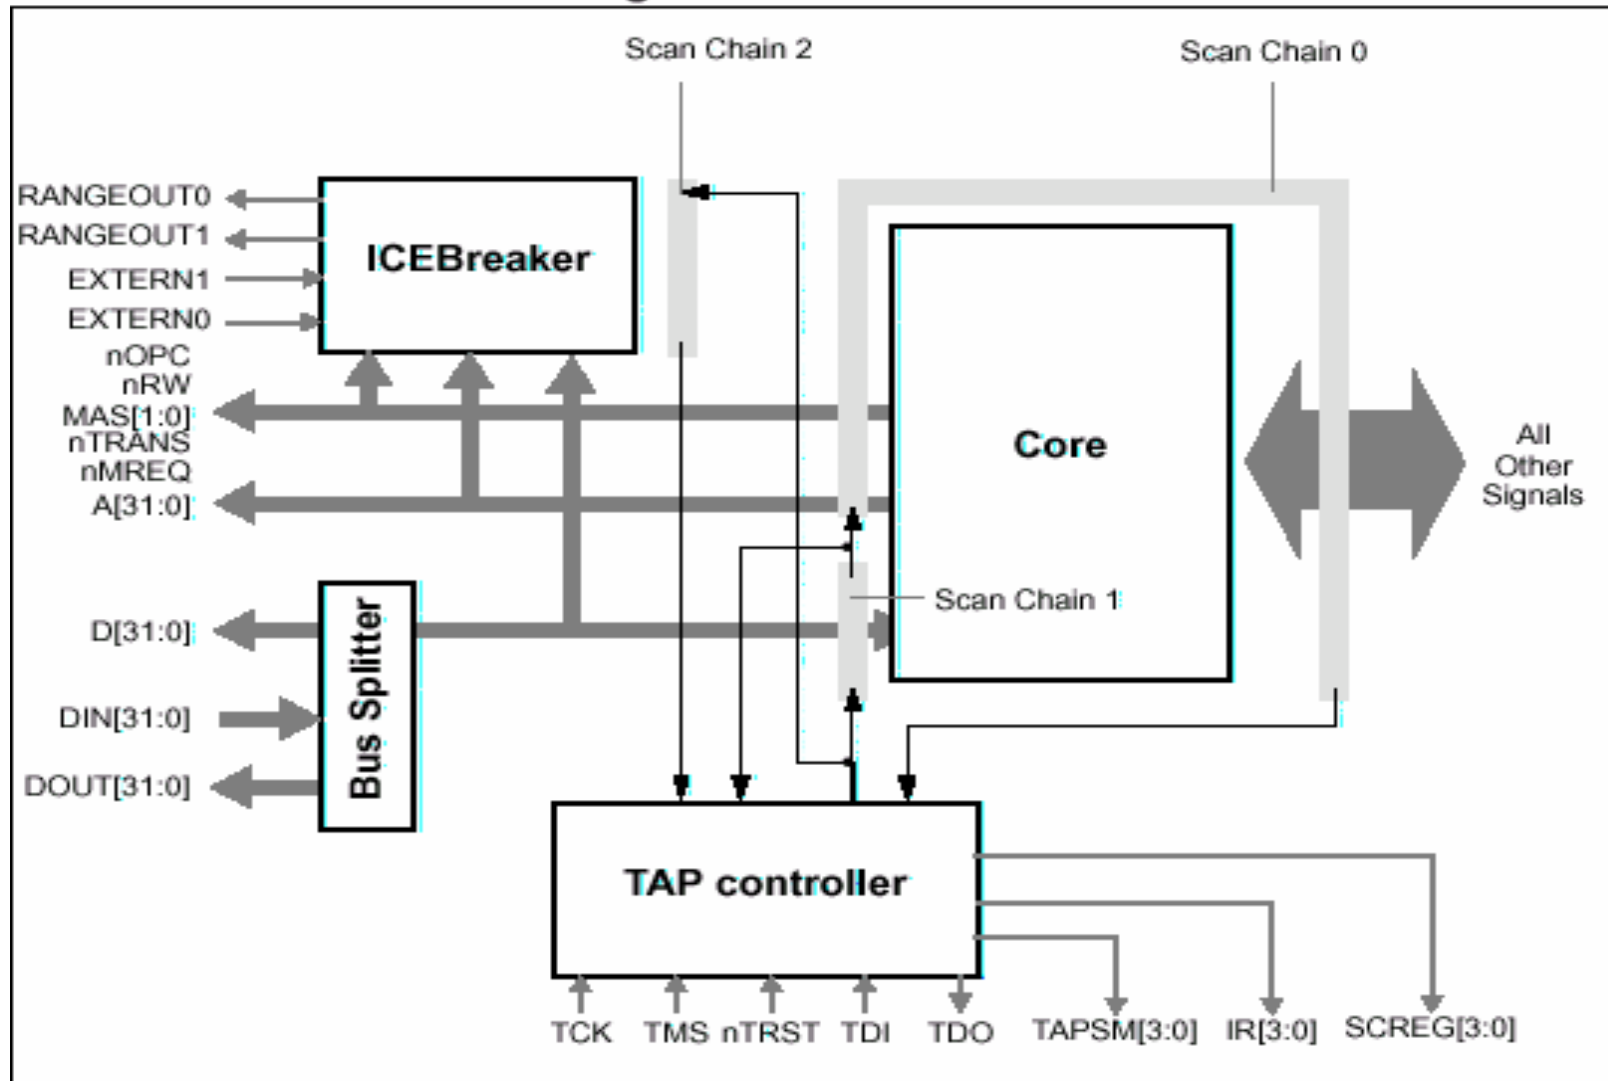 Scan Chain 2
Scan Chain 0
RANGEOUT0
RANGEOUT1
EXTERN1
EXTERN0
nOPC
nRW
MAS[1:0]
nTRANS
nMREQ
A[31:0]
D[31:0]
DIN[31:0]
DOUT[31:0]
ICEBreaker
Core
All
Other
Signals
Scan Chain 1
Bus Splitter
TAP controller
TCK
TMS
nTRST
TDI
TDO
TAPSM[3:0]
IR[3:0]
SCREG[3:0]